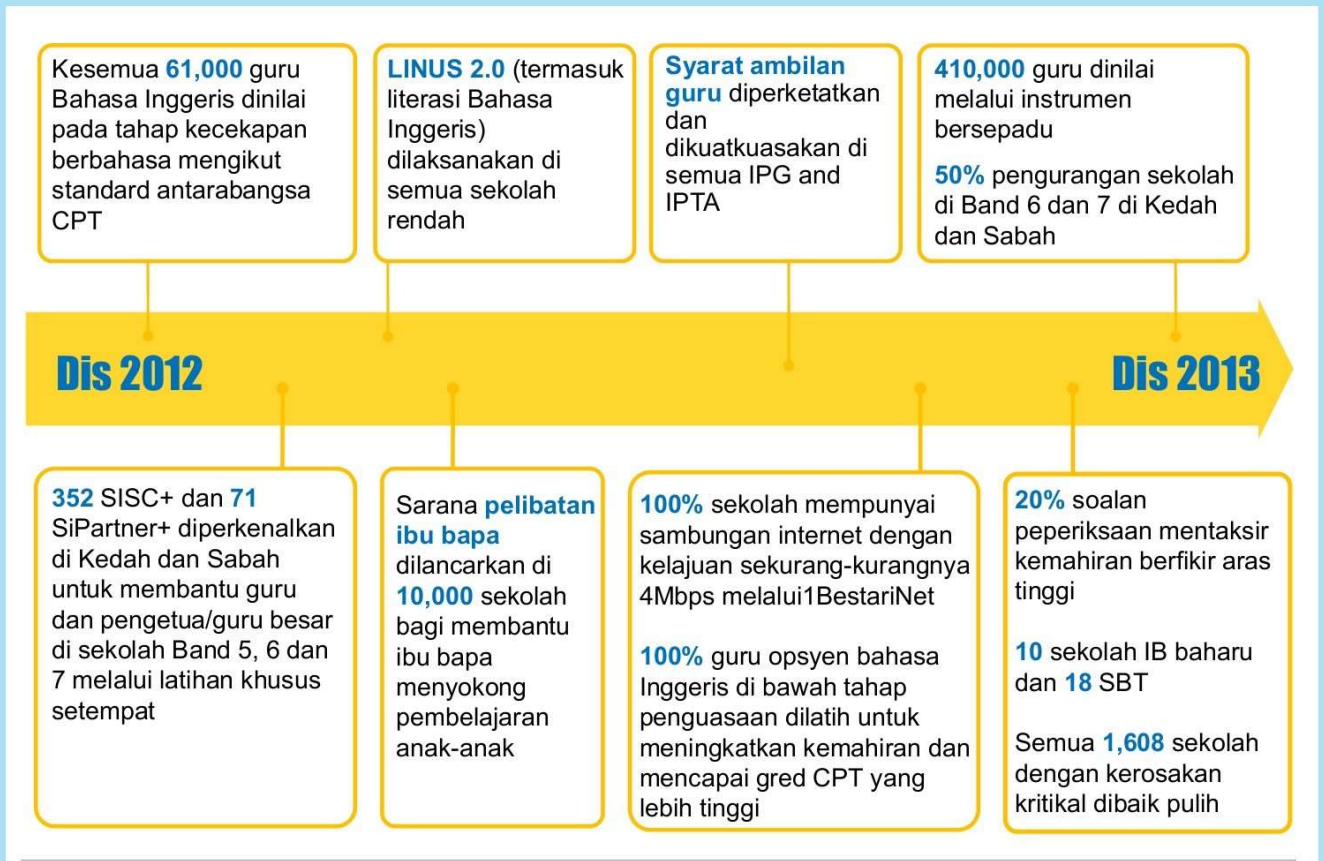 Kesemua 61,000 guru
Bahasa Inggeris dinilai
pada tahap kecekapan
berbahasa mengikut
standard antarabangsa
CPT
LINUS 2.0 (termasuk
literasi Bahasa
Inggeris)
dilaksanakan di
semua sekolah
rendah
Syarat ambilan
guru diperketatkan
dan
dikuatkuasakan di
semua IPG and
IPTA
410,000 guru dinilai
melalui instrumen
bersepadu
50% pengurangan sekolah
di Band 6 dan 7 di Kedah
dan Sabah
Dis 2012
Dis 2013
352 SISC+ dan 71
SiPartner+ diperkenalkan
di Kedah dan Sabah
untuk membantu guru
dan pengetua/guru besar
di sekolah Band 5, 6 dan
7 melalui latihan khusus
setempat
Sarana pelibatan
ibu bapa
dilancarkan di
10,000 sekolah
bagi membantu
ibu bapa
menyokong
pembelajaran
anak-anak
100% sekolah mempunyai
sambungan internet dengan
kelajuan sekurang-kurangnya
4Mbps melalui1BestariNet
100% guru opsyen bahasa
Inggeris di bawah tahap
penguasaan dilatih untuk
meningkatkan kemahiran dan
mencapai gred CPT yang
lebih tinggi
20% soalan
peperiksaan mentaksir
kemahiran berfikir aras
tinggi
10 sekolah IB baharu
dan 18 SBT
Semua 1,608 sekolah
dengan kerosakan
kritikal dibaik pulih